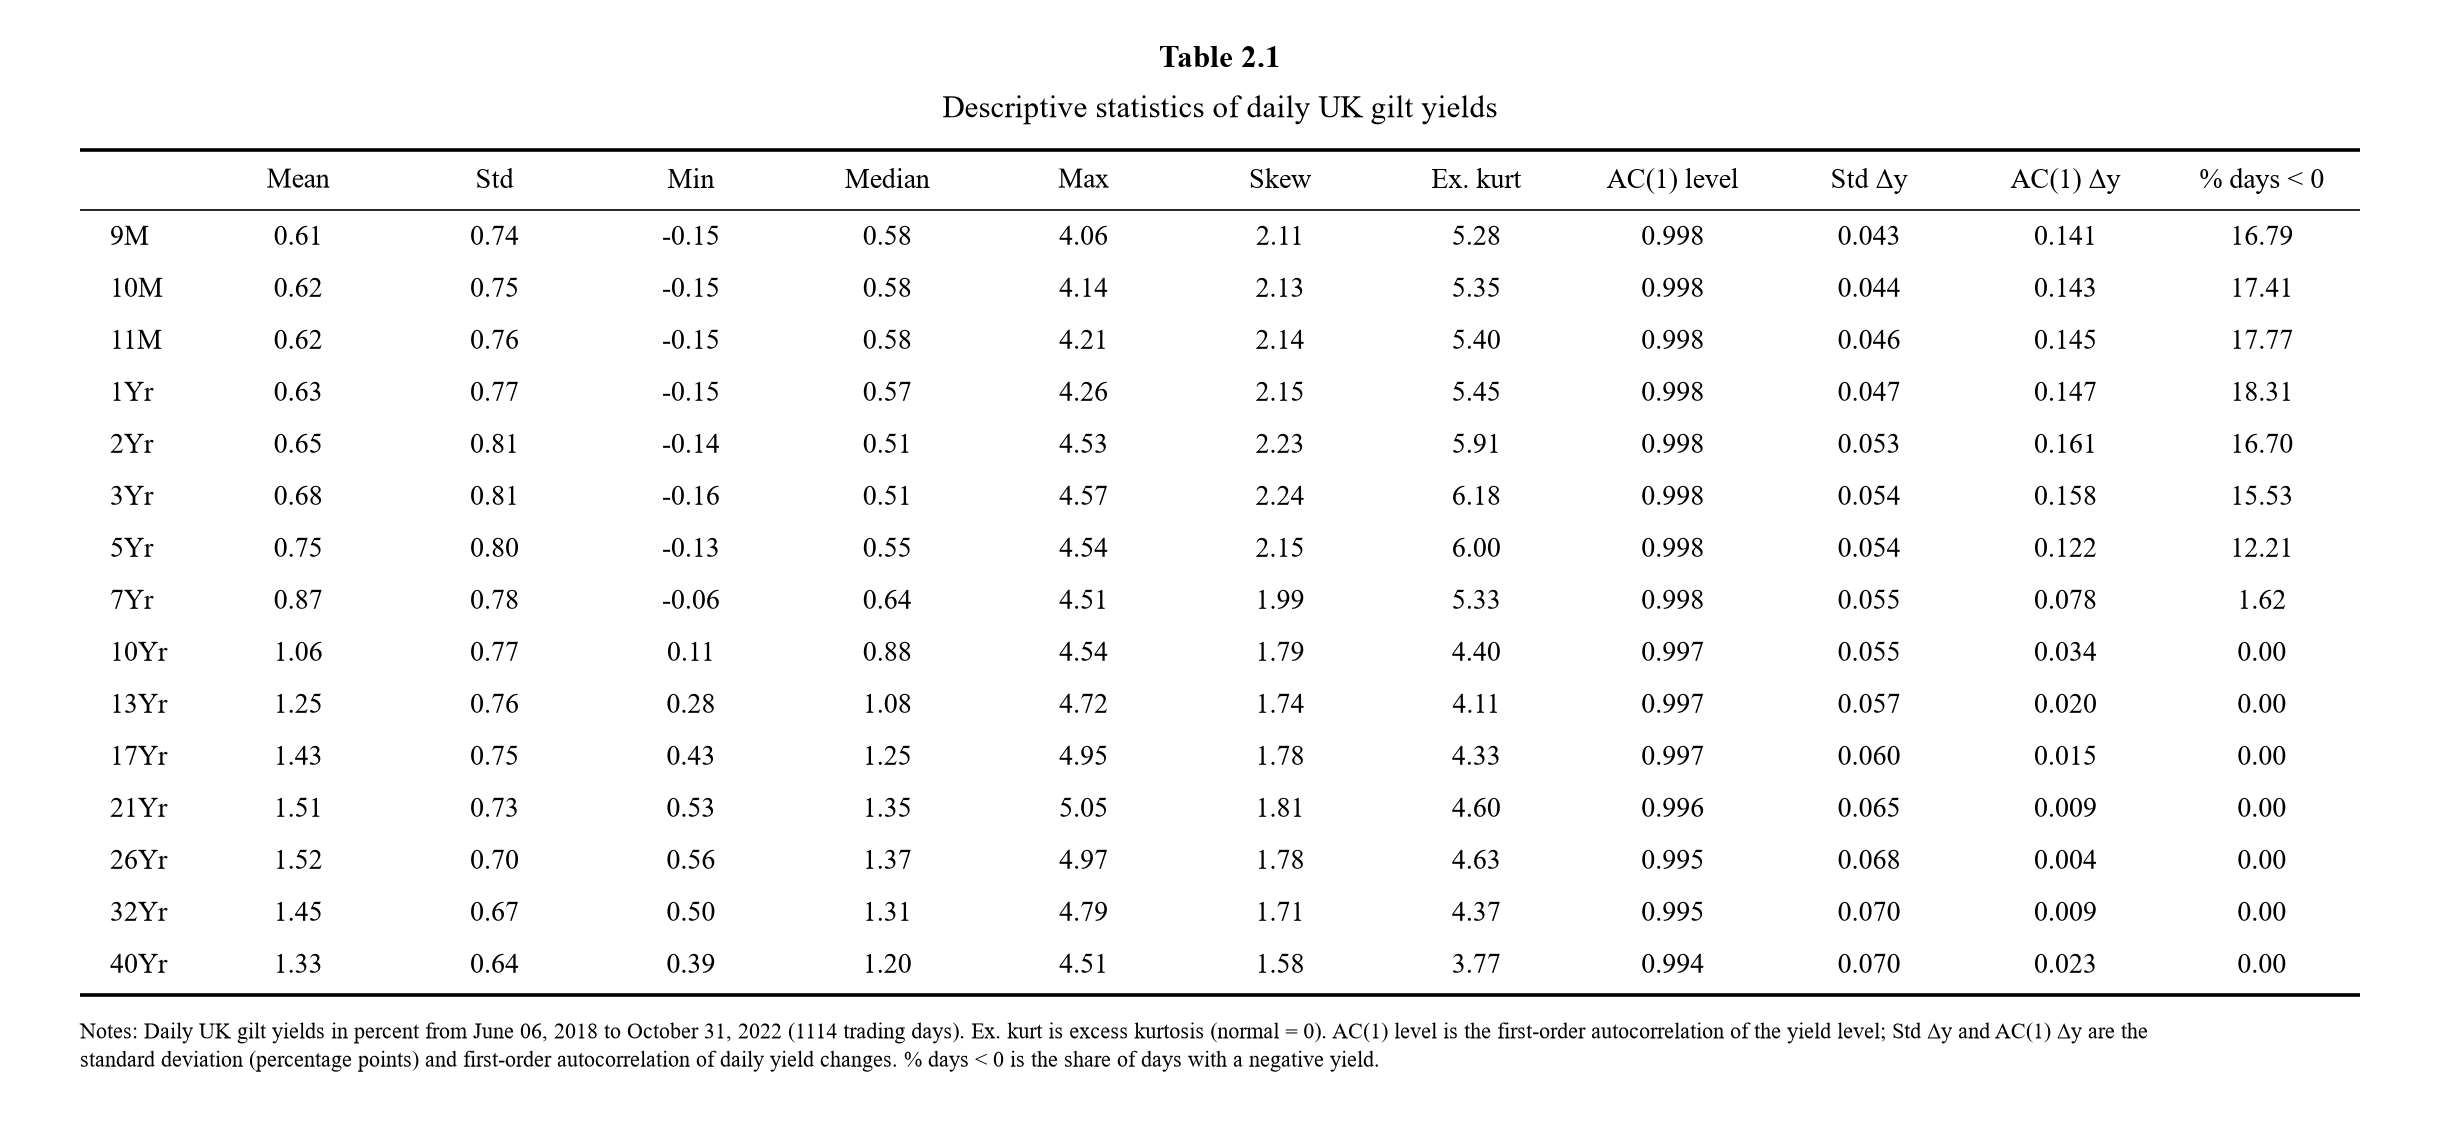 Table 2.1
Descriptive statistics of daily UK gilt yields
Mean Std Min Median Max Skew Ex. kurt AC(1) level Std Δy AC(1) Δy % days < 0
9M 0.61 0.74 -0.15 0.58 4.06 2.11 5.28 0.998 0.043 0.141 16.79
10M 0.62 0.75 -0.15 0.58 4.14 2.13 5.35 0.998 0.044 0.143 17.41
11M 0.62 0.76 -0.15 0.58 4.21 2.14 5.40 0.998 0.046 0.145 17.77
1Yr 0.63 0.77 -0.15 0.57 4.26 2.15 5.45 0.998 0.047 0.147 18.31
2Yr 0.65 0.81 -0.14 0.51 4.53 2.23 5.91 0.998 0.053 0.161 16.70
3Yr 0.68 0.81 -0.16 0.51 4.57 2.24 6.18 0.998 0.054 0.158 15.53
5Yr 0.75 0.80 -0.13 0.55 4.54 2.15 6.00 0.998 0.054 0.122 12.21
7Yr 0.87 0.78 -0.06 0.64 4.51 1.99 5.33 0.998 0.055 0.078 1.62
10Yr 1.06 0.77 0.11 0.88 4.54 1.79 4.40 0.997 0.055 0.034 0.00
13Yr 1.25 0.76 0.28 1.08 4.72 1.74 4.11 0.997 0.057 0.020 0.00
17Yr 1.43 0.75 0.43 1.25 4.95 1.78 4.33 0.997 0.060 0.015 0.00
21Yr 1.51 0.73 0.53 1.35 5.05 1.81 4.60 0.996 0.065 0.009 0.00
26Yr 1.52 0.70 0.56 1.37 4.97 1.78 4.63 0.995 0.068 0.004 0.00
32Yr 1.45 0.67 0.50 1.31 4.79 1.71 4.37 0.995 0.070 0.009 0.00
40Yr 1.33 0.64 0.39 1.20 4.51 1.58 3.77 0.994 0.070 0.023 0.00
Notes: Daily UK gilt yields in percent from June 06, 2018 to October 31, 2022 (1114 trading days). Ex. kurt is excess kurtosis (normal = 0). AC(1) level is the first-order autocorrelation of the yield level; Std Δy and AC(1) Δy are the
standard deviation (percentage points) and first-order autocorrelation of daily yield changes. % days < 0 is the share of days with a negative yield.